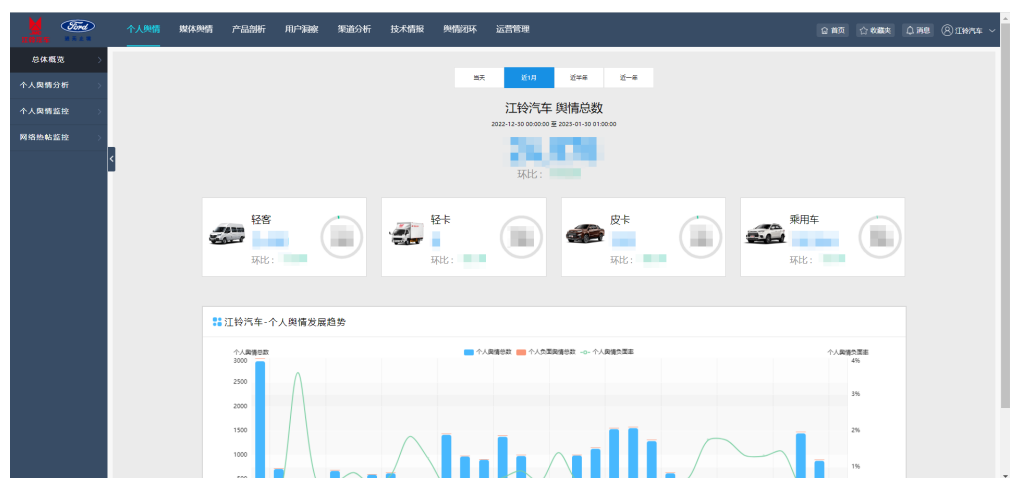 Ford
个人舆情 媒体舆情 产品剖析 用户洞察 渠道分析 技术情报 舆情闭环 运营管理
首页 收藏夹 消息 江铃汽车
总体概览
个人舆情分析
个人舆情监控
网络热帖监控
当天 近1月 近半年 近一年
江铃汽车 舆情总数
2022-12-30 00:00:00 至 2023-01-30 01:00:00
环比：
轻客
环比：
轻卡
环比：
皮卡
环比：
乘用车
环比：
江铃汽车-个人舆情发展趋势
个人舆情总数 个人舆情总数 个人负面舆情总数 个人舆情负面率 个人舆情负面率
3000 4%
2500
3%
2000
1500 2%
1000
1%
500